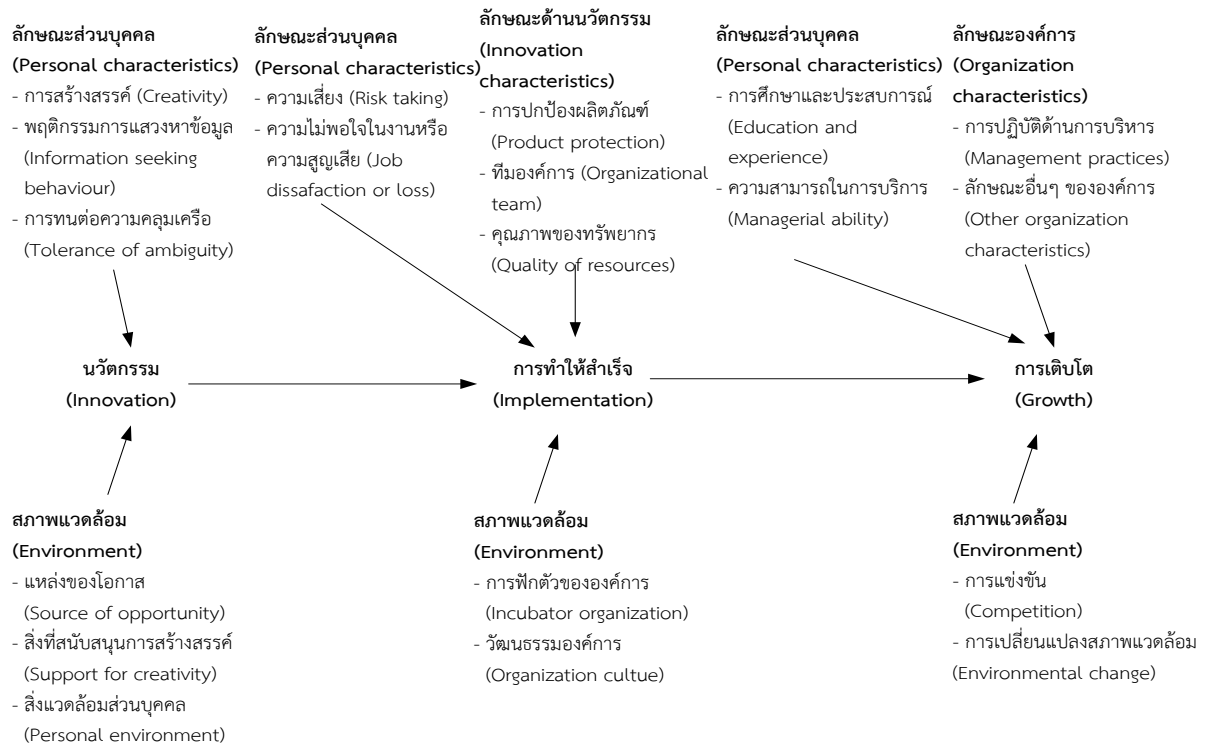 ลักษณะส่วนบุคคล
(Personal characteristics)
- การสร้างสรรค์ (Creativity)
- พฤติกรรมการแสวงหาข้อมูล
(Information seeking
behaviour)
- การทนต่อความคลุมเครือ
(Tolerance of ambiguity)
ลักษณะส่วนบุคคล
(Personal characteristics)
- ความเสี่ยง (Risk taking)
- ความไม่พอใจในงานหรือ
ความสูญเสีย (Job
dissafaction or loss)
ลักษณะด้านนวัตกรรม
(Innovation
characteristics)
- การปกป้องผลิตภัณฑ์
(Product protection)
- ทีมองค์การ (Organizational
team)
- คุณภาพของทรัพยากร
(Quality of resources)
ลักษณะส่วนบุคคล
(Personal characteristics)
- การศึกษาและประสบการณ์
(Education and
experience)
- ความสามารถในการบริการ
(Managerial ability)
ลักษณะองค์การ
(Organization
characteristics)
- การปฏิบัติด้านการบริหาร
(Management practices)
- ลักษณะอื่นๆ ขององค์การ
(Other organization
characteristics)
นวัตกรรม
(Innovation)
การทำให้สำเร็จ
(Implementation)
การเติบโต
(Growth)
สภาพแวดล้อม
(Environment)
- แหล่งของโอกาส
(Source of opportunity)
- สิ่งที่สนับสนุนการสร้างสรรค์
(Support for creativity)
- สิ่งแวดล้อมส่วนบุคคล
(Personal environment)
สภาพแวดล้อม
(Environment)
- การฟักตัวขององค์การ
(Incubator organization)
- วัฒนธรรมองค์การ
(Organization cultue)
สภาพแวดล้อม
(Environment)
- การแข่งขัน
(Competition)
- การเปลี่ยนแปลงสภาพแวดล้อม
(Environmental change)